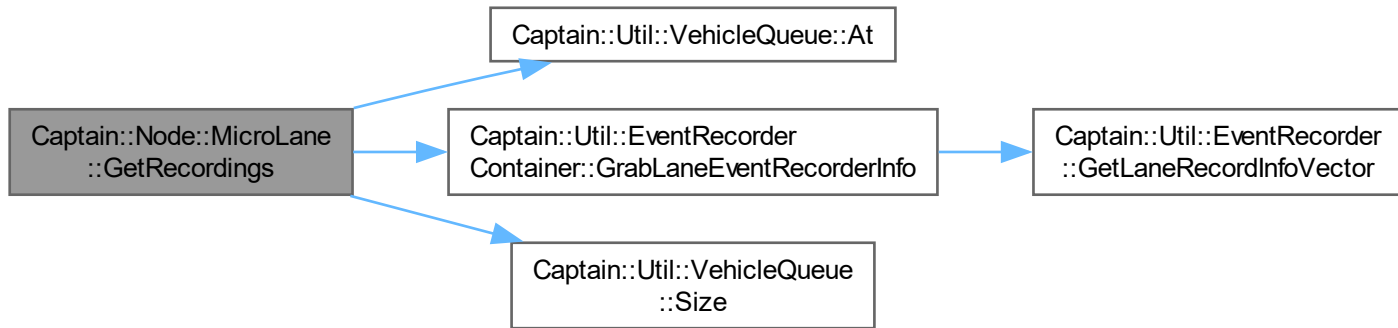 Captain::Util::VehicleQueue::At
Captain::Node::MicroLane
::GetRecordings
Captain::Util::EventRecorder
Container::GrabLaneEventRecorderInfo
Captain::Util::EventRecorder
::GetLaneRecordInfoVector
Captain::Util::VehicleQueue
::Size